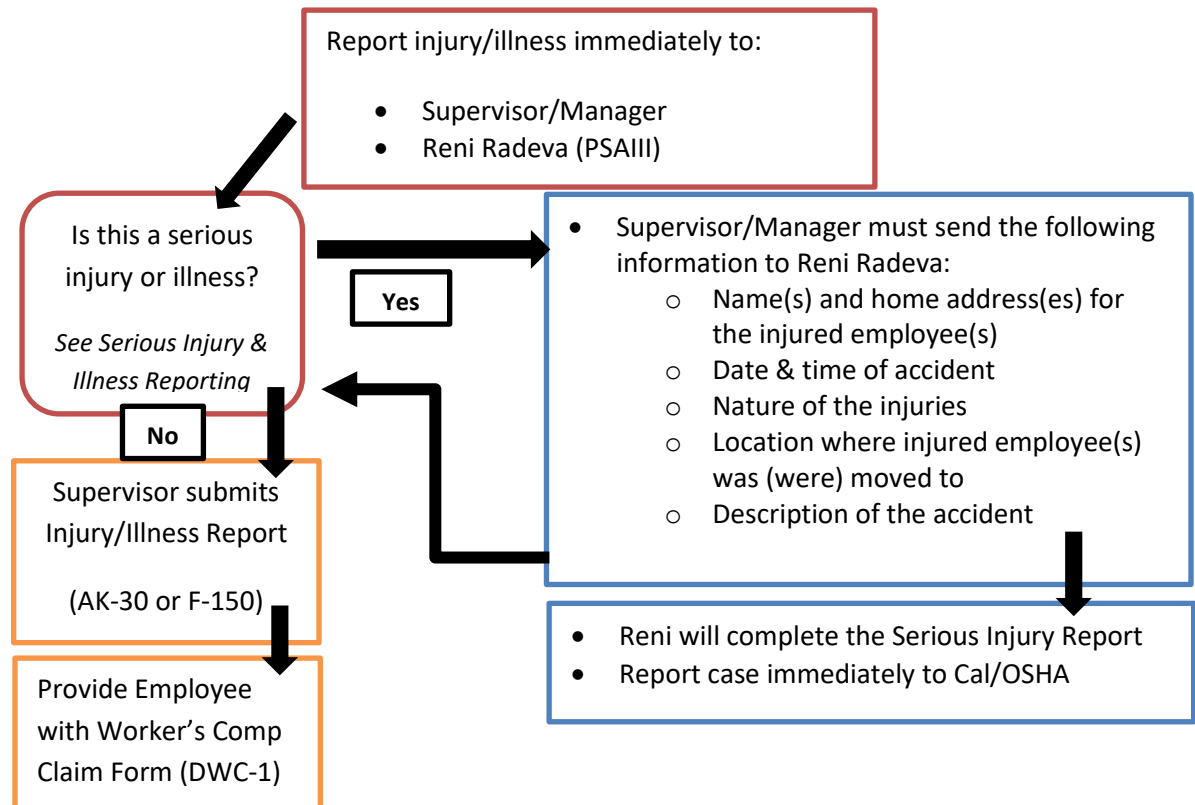 Report injury/illness immediately to:
• Supervisor/Manager
• Reni Radeva (PSAIII)
Is this a serious
injury or illness?
See Serious Injury &
Illness Reporting
Yes
• Supervisor/Manager must send the following
information to Reni Radeva:
o Name(s) and home address(es) for
the injured employee(s)
o Date & time of accident
o Nature of the injuries
o Location where injured employee(s)
was (were) moved to
o Description of the accident
No
Supervisor submits
Injury/Illness Report
(AK-30 or F-150)
• Reni will complete the Serious Injury Report
• Report case immediately to Cal/OSHA
Provide Employee
with Worker’s Comp
Claim Form (DWC-1)